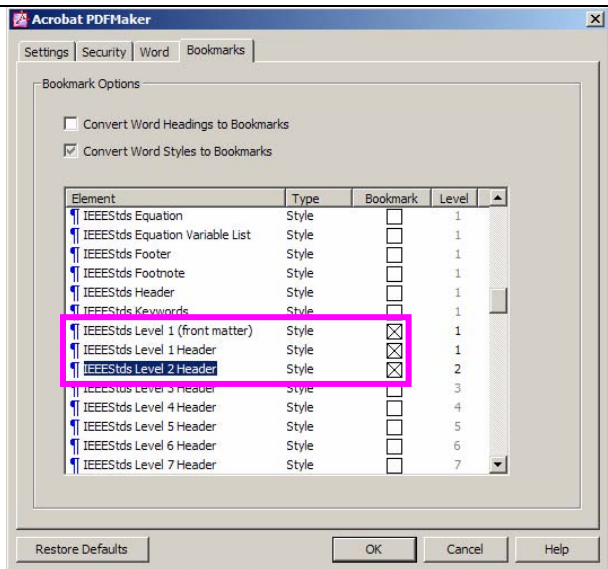 Acrobat PDFMaker
Settings Security Word Bookmarks
Bookmark Options
Convert Word Headings to Bookmarks
Convert Word Styles to Bookmarks
Element Type Bookmark Level
¶ IEEEStds Equation Style 1
¶ IEEEStds Equation Variable List Style 1
¶ IEEEStds Footer Style 1
¶ IEEEStds Footnote Style 1
¶ IEEEStds Header Style 1
¶ IEEEStds Keywords Style 1
¶ IEEEStds Level 1 (front matter) Style 1
¶ IEEEStds Level 1 Header Style 1
¶ IEEEStds Level 2 Header Style 2
¶ IEEEStds Level 3 Header Style 3
¶ IEEEStds Level 4 Header Style 4
¶ IEEEStds Level 5 Header Style 5
¶ IEEEStds Level 6 Header Style 6
¶ IEEEStds Level 7 Header Style 7
Restore Defaults OK Cancel Help